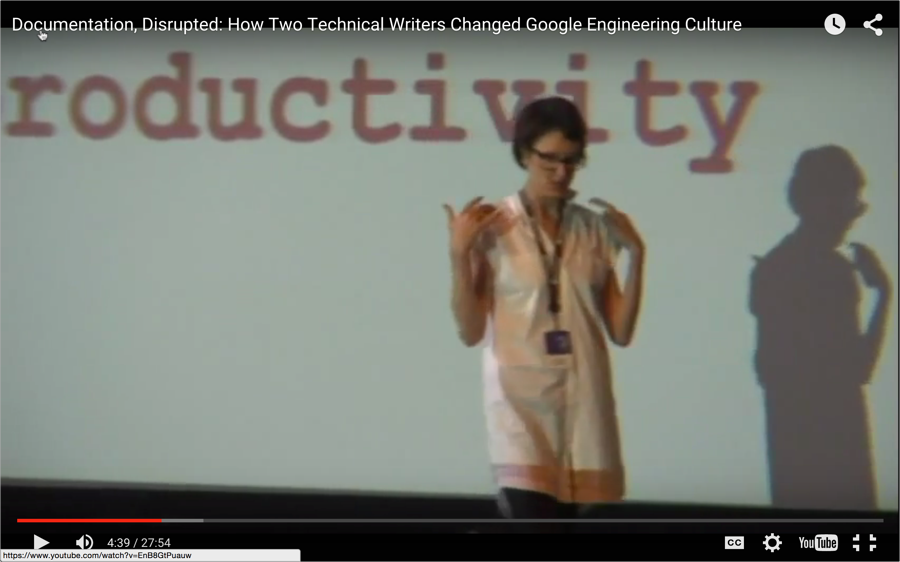 Documentation, Disrupted: How Two Technical Writers Changed Google Engineering Culture
roductivity
4:39 / 27:54
CC
YouTube
https://www.youtube.com/watch?v=EnB8GtPuauw